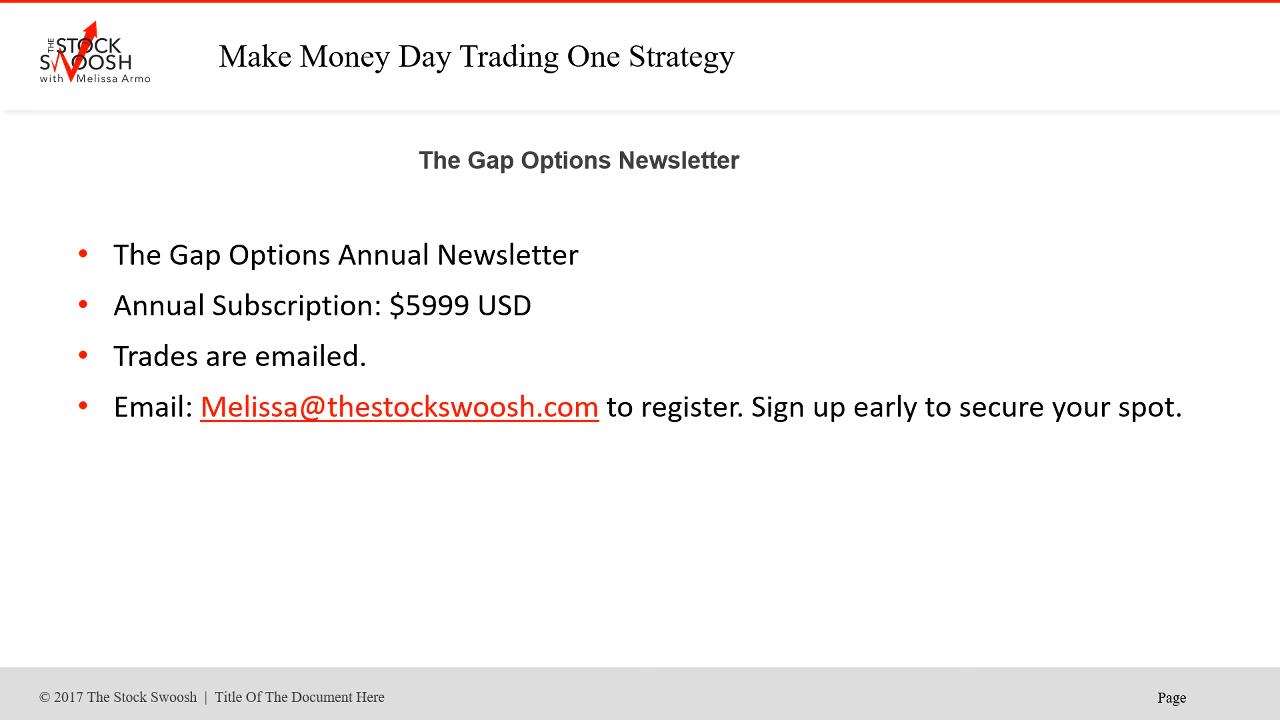 THE STOCK
SWOOSH
with Melissa Armo
Make Money Day Trading One Strategy
The Gap Options Newsletter
• The Gap Options Annual Newsletter
• Annual Subscription: $5999 USD
• Trades are emailed.
• Email: Melissa@thestockswoosh.com to register. Sign up early to secure your spot.
© 2017 The Stock Swoosh | Title Of The Document Here
Page